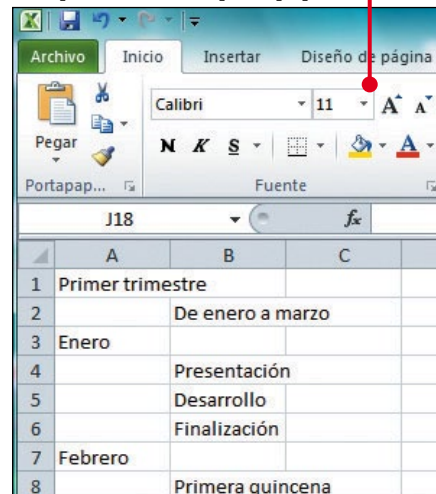 Archivo Inicio Insertar Diseño de página
Calibri 11 A A
Pegar N K S A
Portapap... Fuente
J18 fx
A B C
1 Primer trimestre
2 De enero a marzo
3 Enero
4 Presentación
5 Desarrollo
6 Finalización
7 Febrero
8 Primera quincena